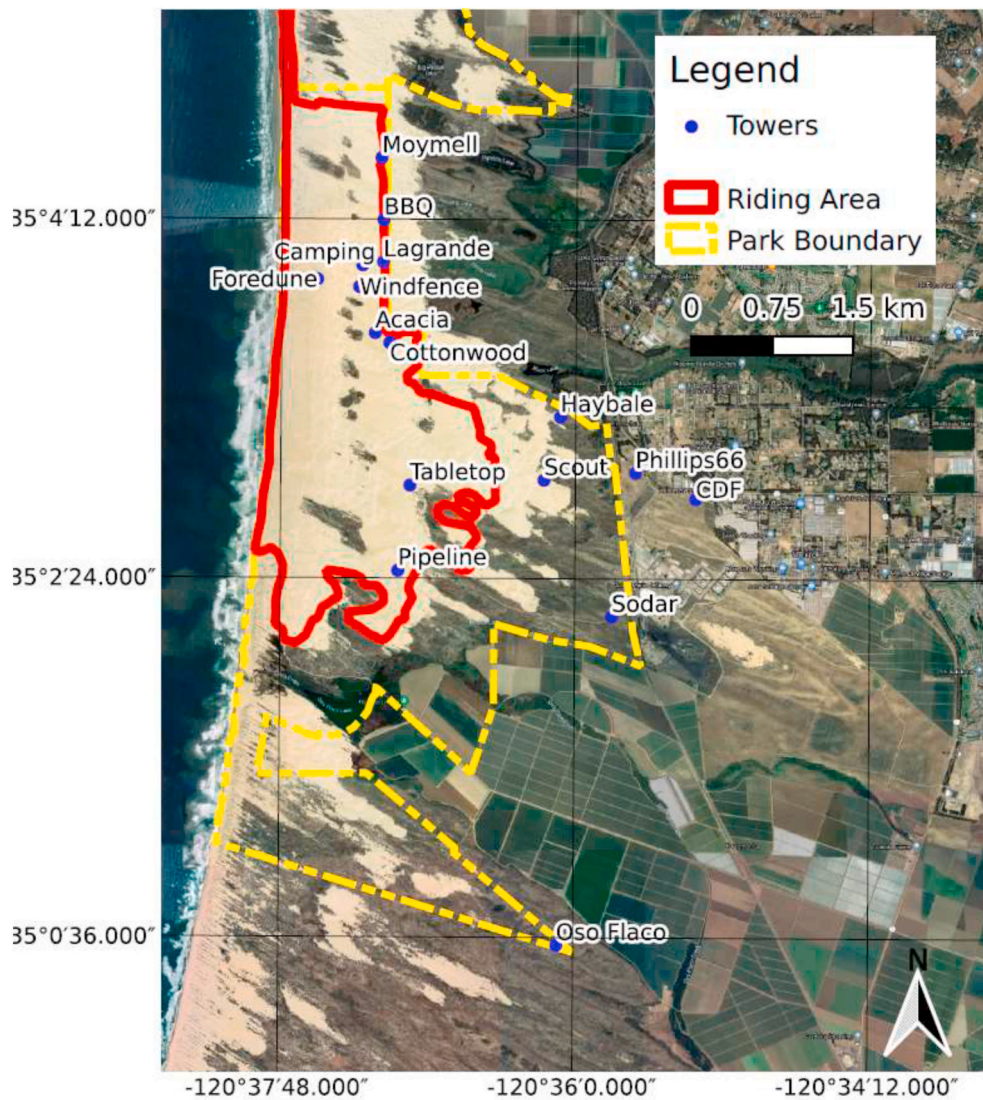 Legend
Towers
Riding Area
Park Boundary
0 0.75 1.5 km
Moymell
35°4′12.000″
BBQ
Camping
Lagrande
Foredune
Windfence
Acacia
Cottonwood
Haybale
Tabletop
Scout
Phillips66
CDF
Pipeline
35°2′24.000″
Sodar
35°0′36.000″
Oso Flaco
N
-120°37′48.000″ -120°36′0.000″ -120°34′12.000″